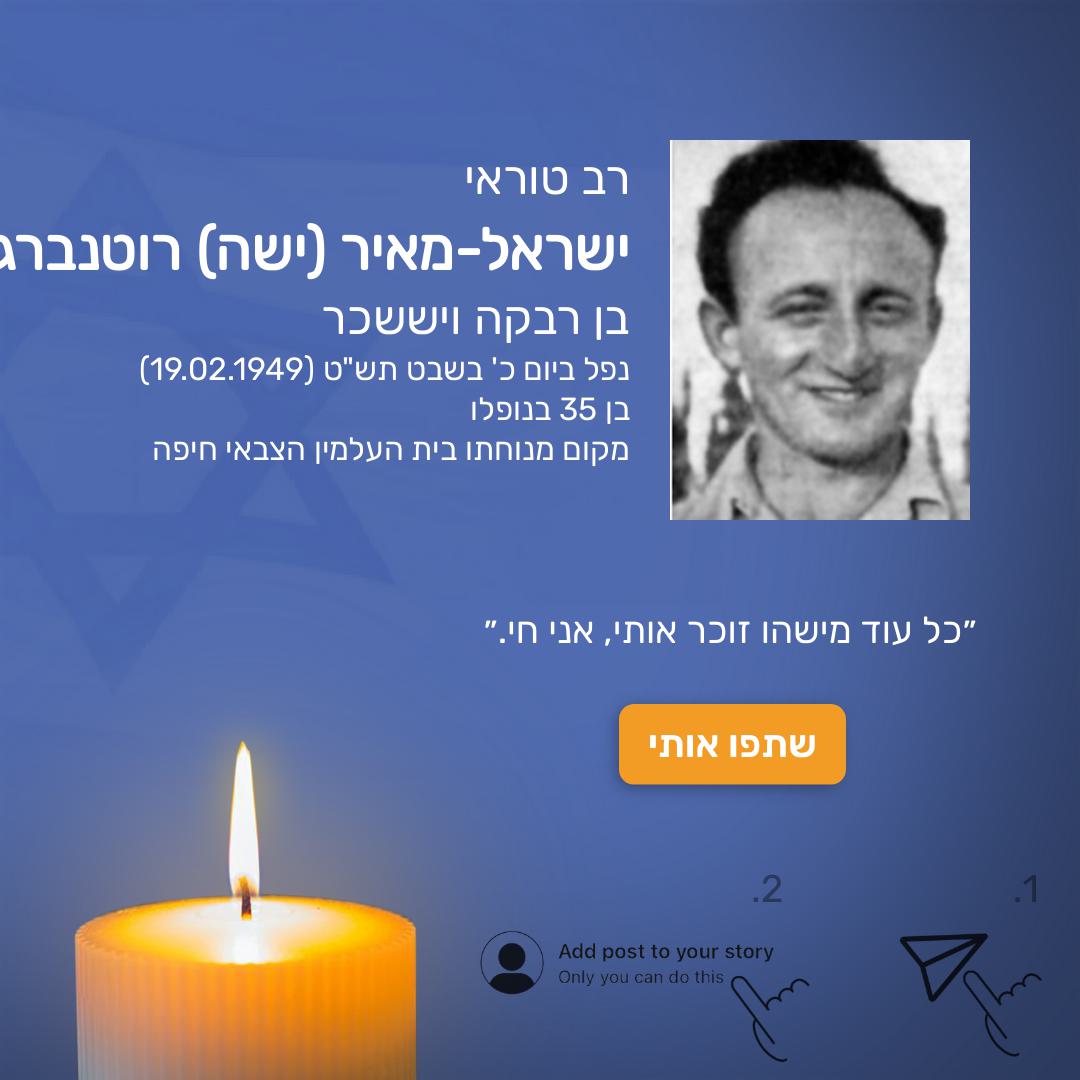 רב טוראי
ישראל-מאיר (ישה) רוטנברג
בן רבקה ויששכר
נפל ביום כ' בשבט תש"ט (19.02.1949)
בן 35 בנופלו
מקום מנוחתו בית העלמין הצבאי חיפה
״כל עוד מישהו זוכר אותי, אני חי.״
שתפו אותי
.1
.2
Add post to your story
Only you can do this